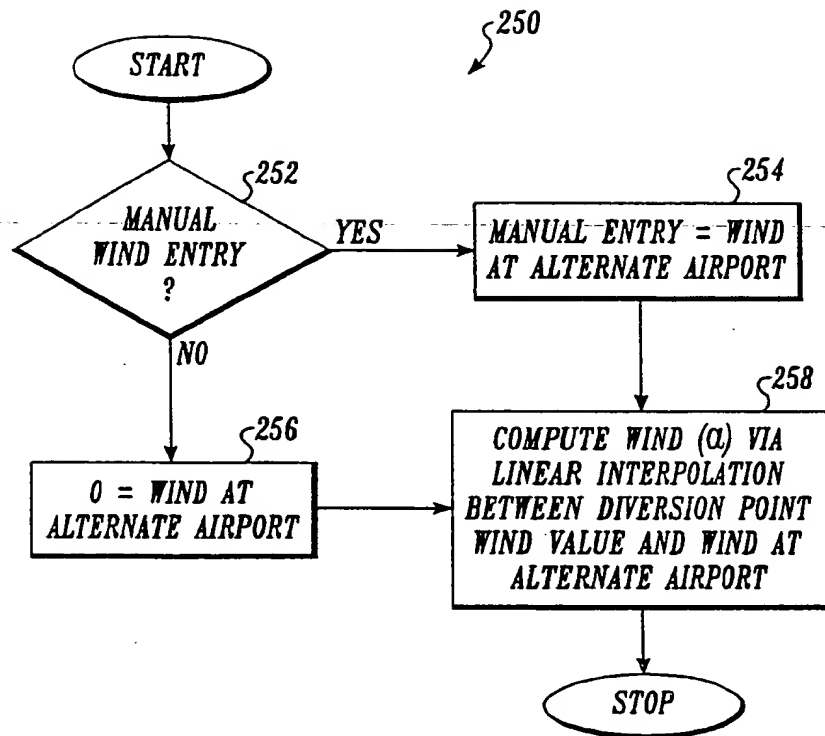 250
START
252
MANUAL
WIND ENTRY
?
YES
NO
254
MANUAL ENTRY = WIND
AT ALTERNATE AIRPORT
256
0 = WIND AT
ALTERNATE AIRPORT
258
COMPUTE WIND (α) VIA
LINEAR INTERPOLATION
BETWEEN DIVERSION POINT
WIND VALUE AND WIND AT
ALTERNATE AIRPORT
STOP